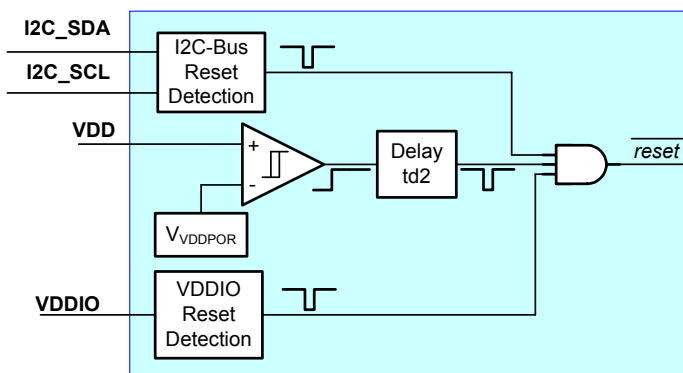 I2C_SDA
I2C_SCL
I2C-Bus
Reset
Detection
VDD
+
-
Delay
td2
reset
VVDDPOR
VDDIO
VDDIO
Reset
Detection